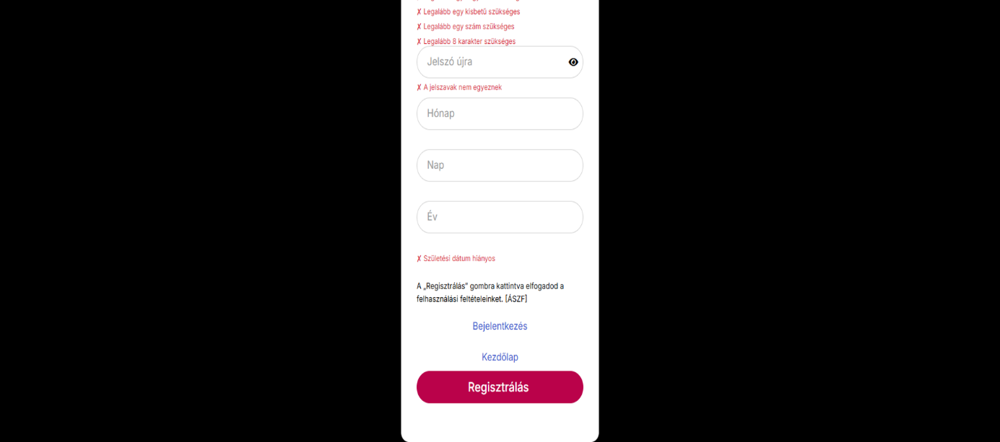 ✗ Legalább egy kisbetű szükséges
✗ Legalább egy szám szükséges
✗ Legalább 8 karakter szükséges
Jelszó újra
✗ A jelszavak nem egyeznek
Hónap
Nap
Év
✗ Születési dátum hiányos
A „Regisztrálás” gombra kattintva elfogadod a
felhasználási feltételeinket. [ÁSZF]
Bejelentkezés
Kezdőlap
Regisztrálás